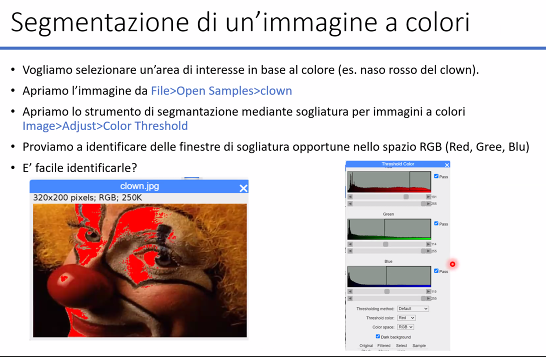 Segmentazione di un'immagine a colori
• Vogliamo selezionare un'area di interesse in base al colore (es. naso rosso del clown).
• Apriamo l'immagine da File>Open Samples>clown
• Apriamo lo strumento di segmantazione mediante sogliatura per immagini a colori
Image>Adjust>Color Threshold
• Proviamo a identificare delle finestre di sogliatura opportune nello spazio RGB (Red, Gree, Blu)
• E' facile identificarle?
clown.jpg
320x200 pixels; RGB; 250K
Threshold Color
Pass
Green
Pass
Blue
Pass
Thresholding method: Default
Threshold color: Red
Color space: RGB
Dark background
Original Filtered Select Sample